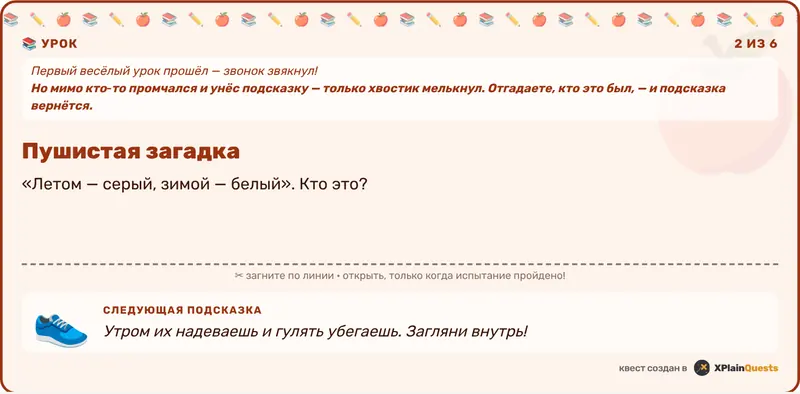 УРОК
2 ИЗ 6
Первый весёлый урок прошёл — звонок звякнул!
Но мимо кто-то промчался и унёс подсказку — только хвостик мелькнул. Отгадаете, кто это был, — и подсказка
вернётся.
Пушистая загадка
«Летом — серый, зимой — белый». Кто это?
загните по линии • открыть, только когда испытание пройдено!
СЛЕДУЮЩАЯ ПОДСКАЗКА
Утром их надеваешь и гулять убегаешь. Загляни внутрь!
квест создан в XPlainQuests